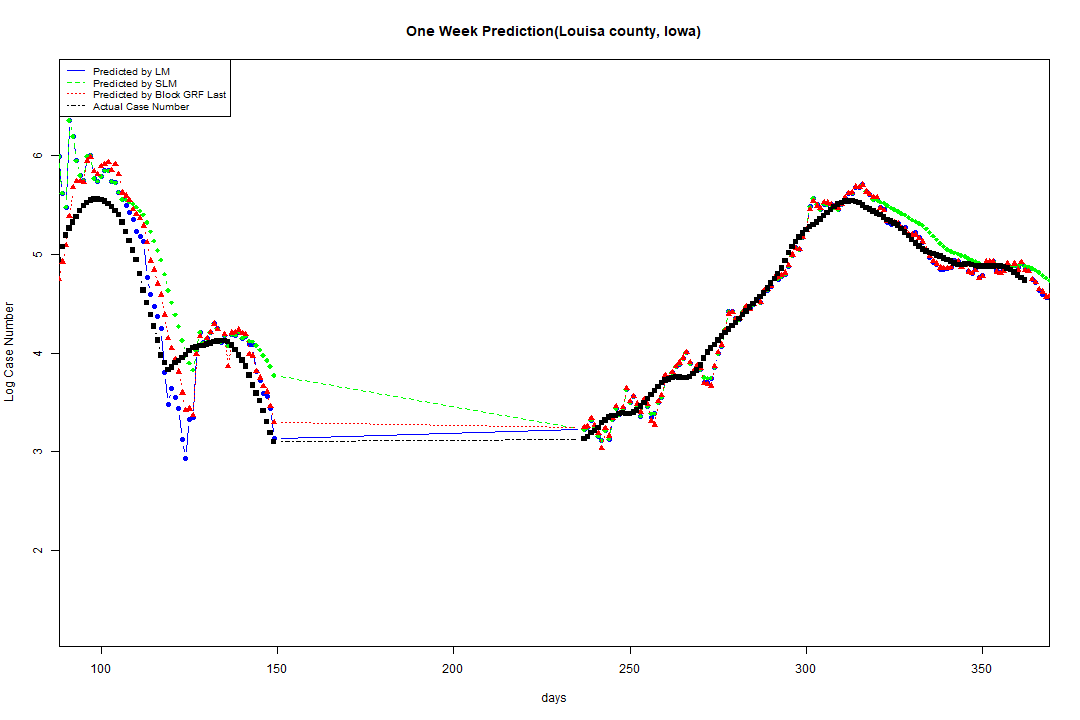 One Week Prediction(Louisa county, Iowa)
Predicted by LM
Predicted by SLM
Predicted by Block GRF Last
Actual Case Number
6
5
4
3
2
Log Case Number
100 150 200 250 300 350
days